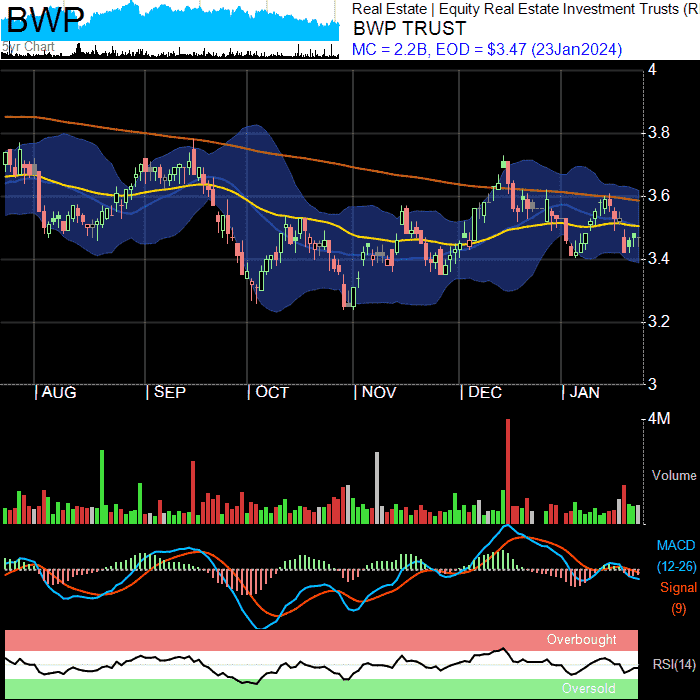 BWP
5yr Chart
Real Estate | Equity Real Estate Investment Trusts (R
BWP TRUST
MC = 2.2B, EOD = $3.47 (23Jan2024)
4
3.8
3.6
3.4
3.2
3
| AUG | SEP | OCT | NOV | DEC | JAN
4M
Volume
MACD
(12-26)
Signal
(9)
Overbought
RSI(14)
Oversold